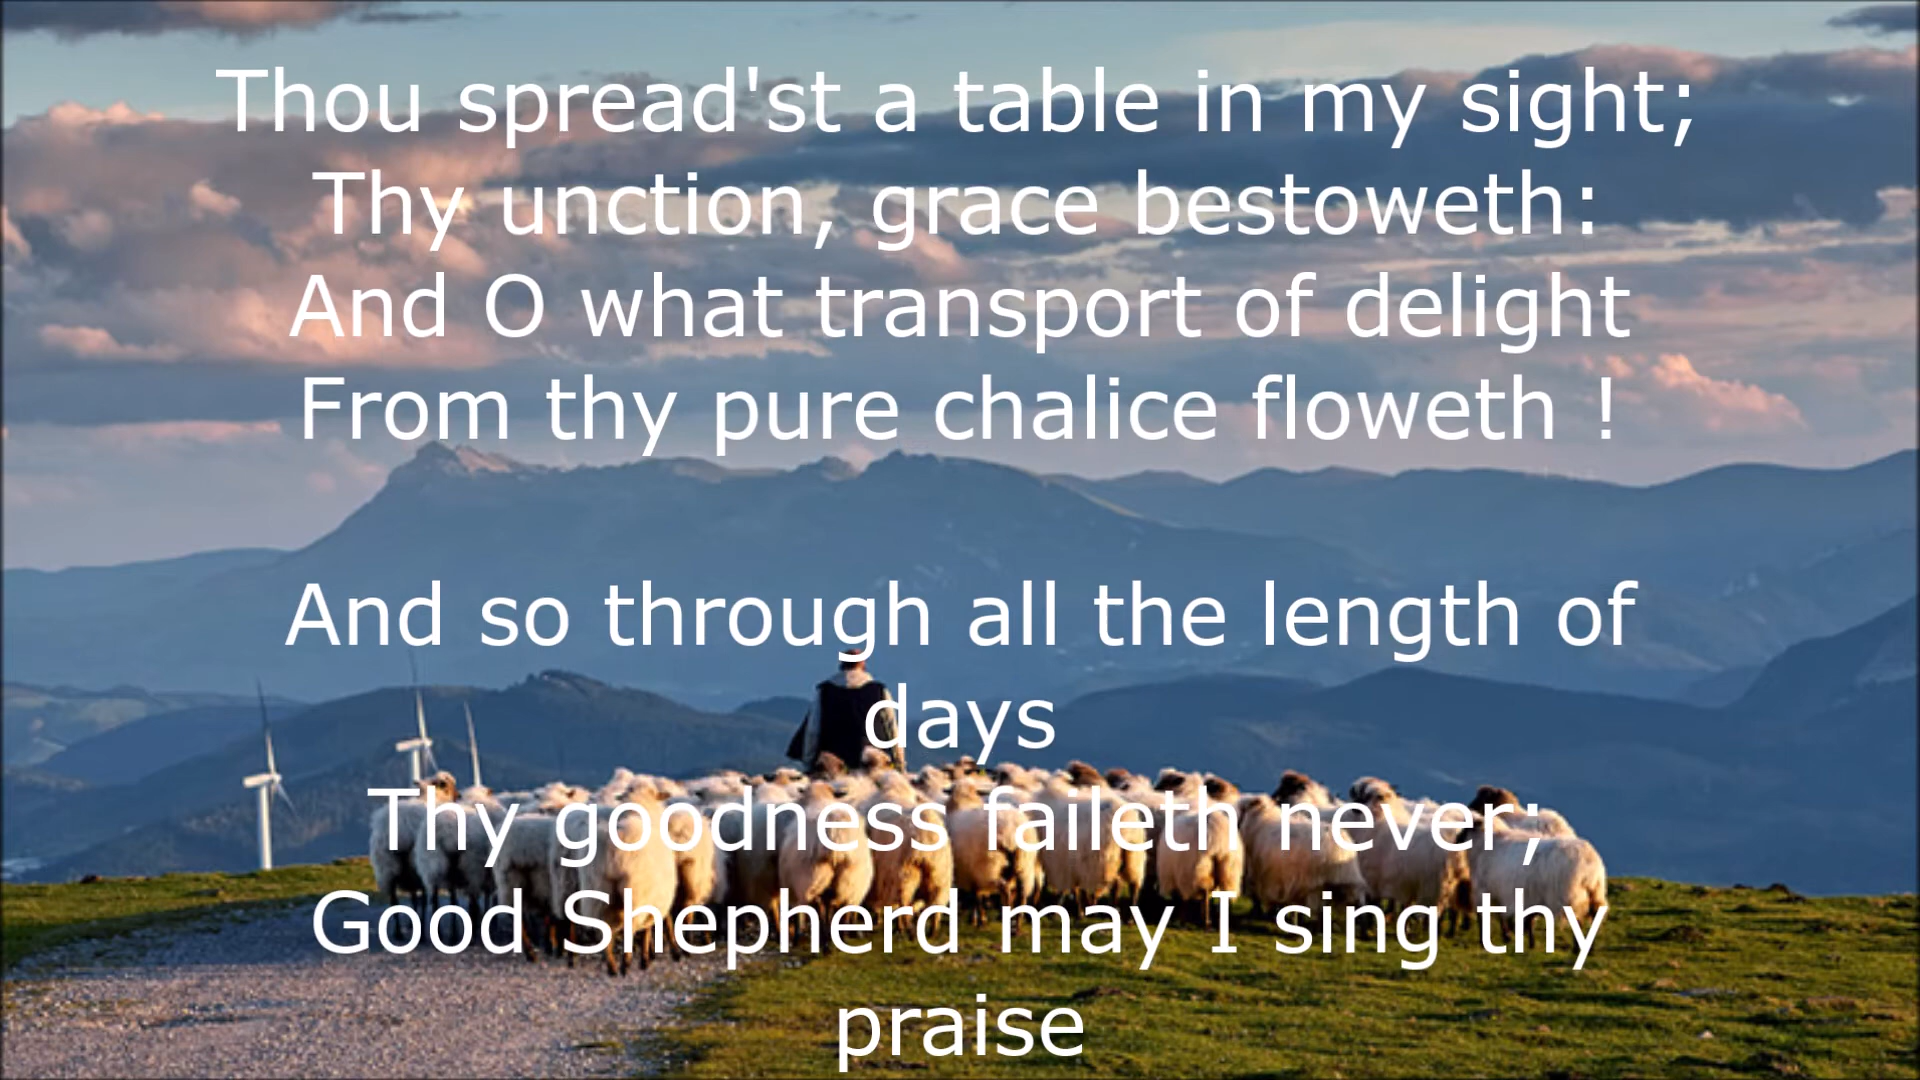 Thou spread'st a table in my sight;
Thy unction, grace bestoweth:
And O what transport of delight
From thy pure chalice floweth !
And so through all the length of
days
Thy goodness faileth never;
Good Shepherd may I sing thy
praise